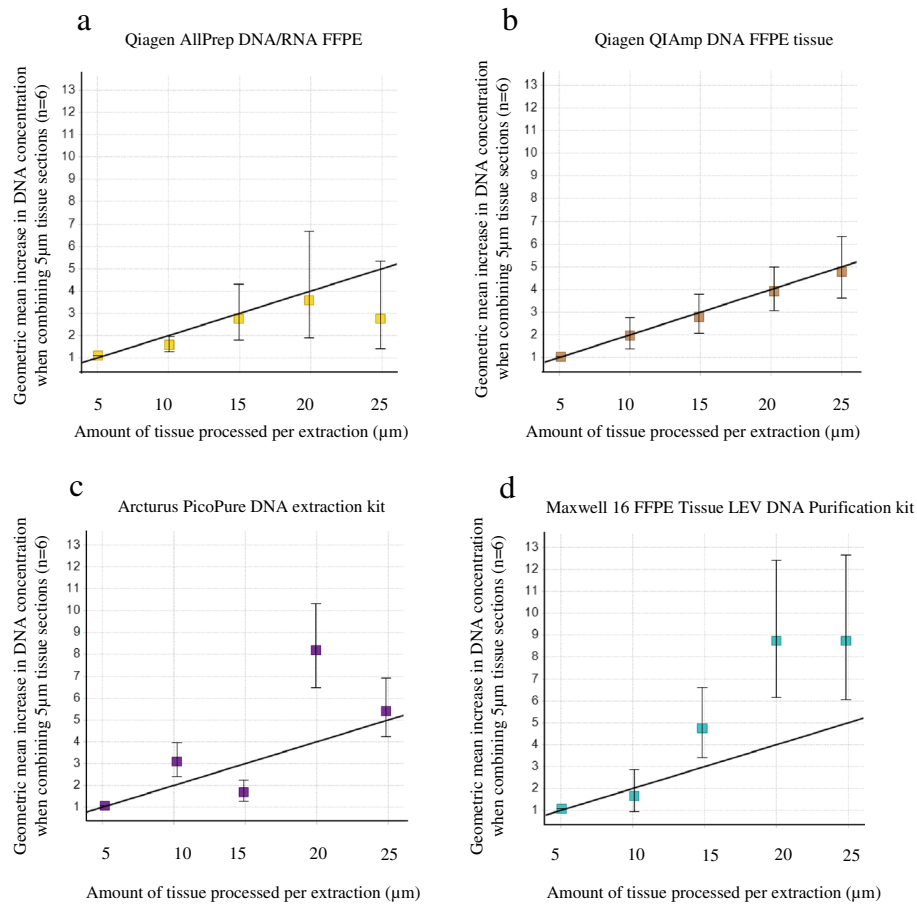 a
Qiagen AllPrep DNA/RNA FFPE
Geometric mean increase in DNA concentration
when combining 5µm tissue sections (n=6)
13
12
11
10
9
8
7
6
5
4
3
2
1
5 10 15 20 25
Amount of tissue processed per extraction (µm)
b
Qiagen QIAmp DNA FFPE tissue
Geometric mean increase in DNA concentration
when combining 5µm tissue sections (n=6)
13
12
11
10
9
8
7
6
5
4
3
2
1
5 10 15 20 25
Amount of tissue processed per extraction (µm)
c
Arcturus PicoPure DNA extraction kit
Geometric mean increase in DNA concentration
when combining 5µm tissue sections (n=6)
13
12
11
10
9
8
7
6
5
4
3
2
1
5 10 15 20 25
Amount of tissue processed per extraction (µm)
d
Maxwell 16 FFPE Tissue LEV DNA Purification kit
Geometric mean increase in DNA concentration
when combining 5µm tissue sections (n=6)
13
12
11
10
9
8
7
6
5
4
3
2
1
5 10 15 20 25
Amount of tissue processed per extraction (µm)